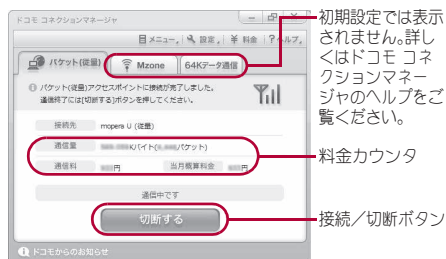 ドコモ コネクションマネージャ
メニュー 設定 ¥ 料金 ? ヘルプ
パケット(従量) Mzone 64Kデータ通信
パケット(従量)アクセスポイントに接続が完了しました。
通信終了には[切断する]ボタンを押してください。
接続先 mopera U (従量)
通信量 Kバイト( パケット)
通信料 円 当月概算料金 円
通信中です
切断する
ドコモからのお知らせ
初期設定では表示
されません。詳し
くはドコモ コネ
クションマネー
ジャのヘルプをご
覧ください。
料金カウンタ
接続/切断ボタン